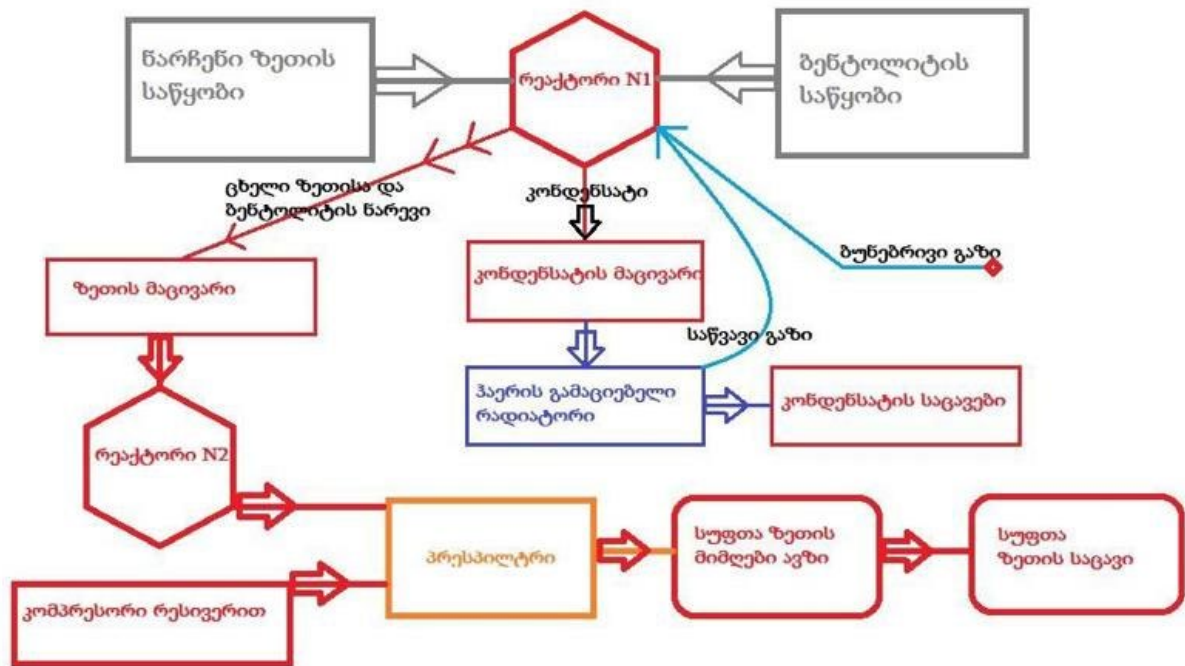 ნარჩენი ზეთის
საწყობი
რეაქტორი N1
ბენტოლიტის
საწყობი
ცხელი ზეთისა და
ბენტოლიტის ნარევი
კონდენსატი
ბუნებრივი გაზი
ზეთის მაცივარი
კონდენსატის მაცივარი
საწვავი გაზი
ჰაერის გამაციებელი
რადიატორი
კონდენსატის საცავები
რეაქტორი N2
პრესპილტრი
სუფთა ზეთის
მიმღები ავზი
სუფთა
ზეთის საცავი
კომპრესორი რესივერით